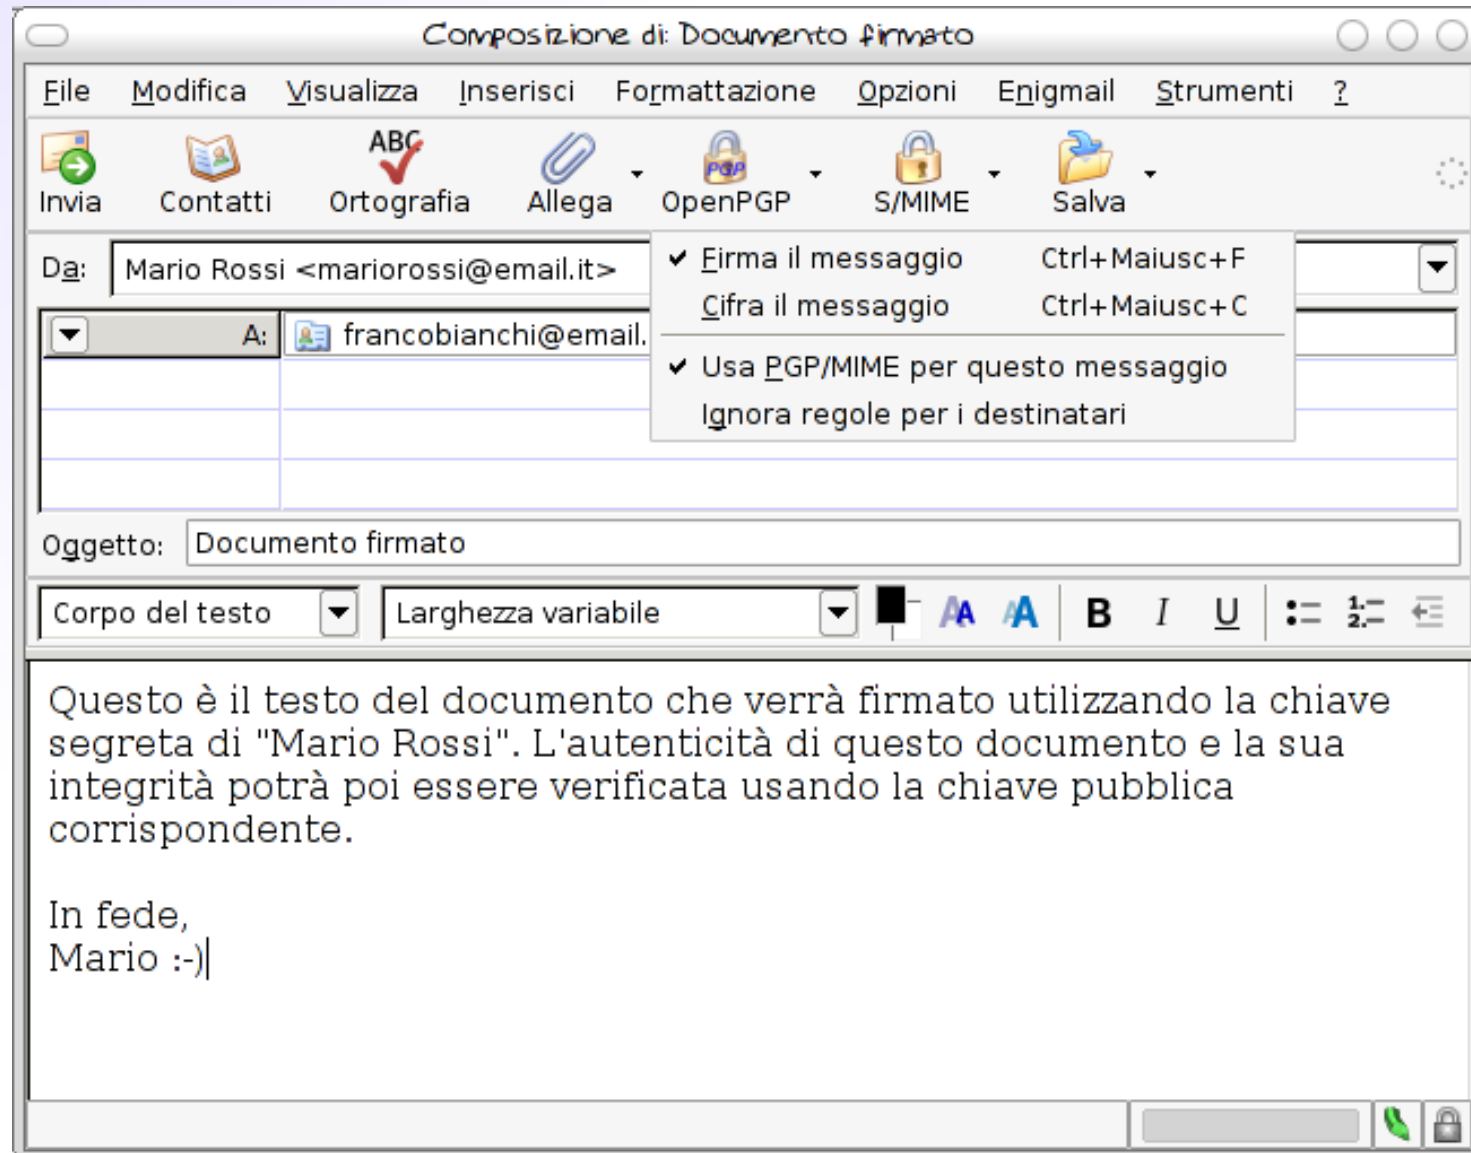 Composizione di: Documento firmato
File Modifica Visualizza Inserisci Formattazione Opzioni Enigmail Strumenti ?
ABC
PGP
Invia Contatti Ortografia Allega OpenPGP S/MIME Salva
Da: Mario Rossi <mariorossi@email.it>
Firma il messaggio Ctrl+Maiusc+F
Cifra il messaggio Ctrl+Maiusc+C
A: francobianchi@email.
Usa PGP/MIME per questo messaggio
Ignora regole per i destinatari
Oggetto: Documento firmato
Corpo del testo Larghezza variabile AA AA B I U
Questo è il testo del documento che verrà firmato utilizzando la chiave
segreta di "Mario Rossi". L'autenticità di questo documento e la sua
integrità potrà poi essere verificata usando la chiave pubblica
corrispondente.
In fede,
Mario :-)